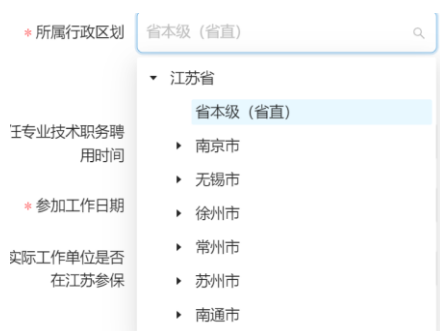 * 所属行政区划
省本级（省直）
江苏省
省本级（省直）
任专业技术职务聘
用时间
南京市
无锡市
* 参加工作日期
徐州市
常州市
实际工作单位是否
在江苏参保
苏州市
南通市